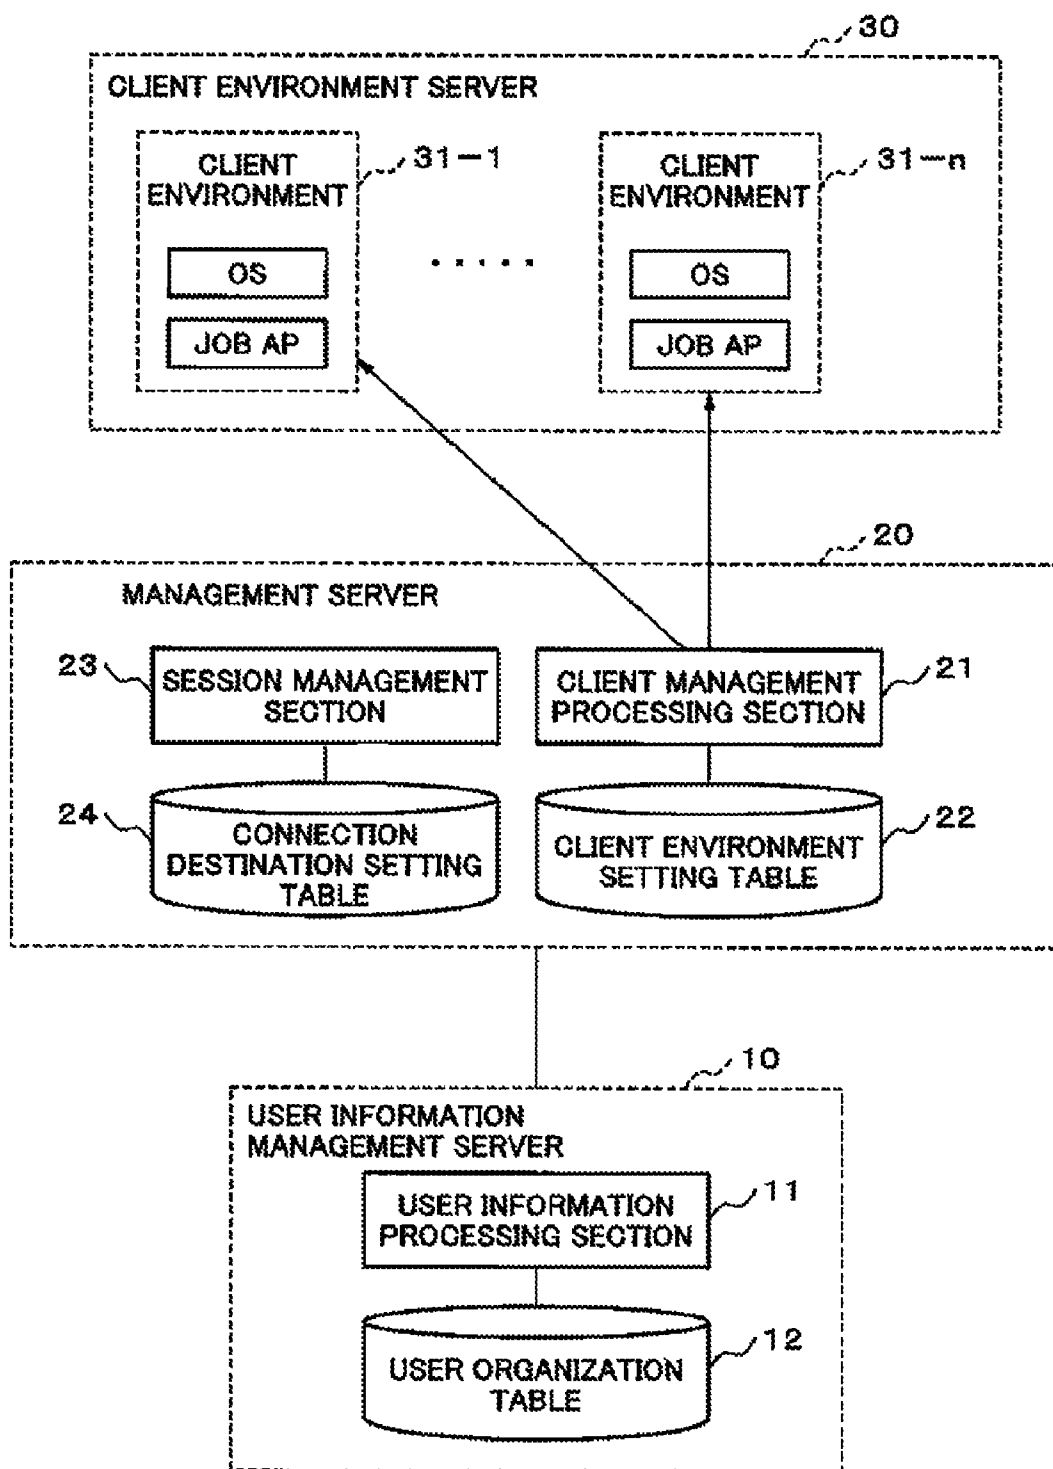 30
CLIENT ENVIRONMENT SERVER
CLIENT
ENVIRONMENT
31-1
OS
JOB AP
.....
CLIENT
ENVIRONMENT
31-n
OS
JOB AP
20
MANAGEMENT SERVER
23
SESSION MANAGEMENT
SECTION
CLIENT MANAGEMENT
PROCESSING SECTION
21
24
CONNECTION
DESTINATION SETTING
TABLE
CLIENT ENVIRONMENT
SETTING TABLE
22
10
USER INFORMATION
MANAGEMENT SERVER
USER INFORMATION
PROCESSING SECTION
11
USER ORGANIZATION
TABLE
12